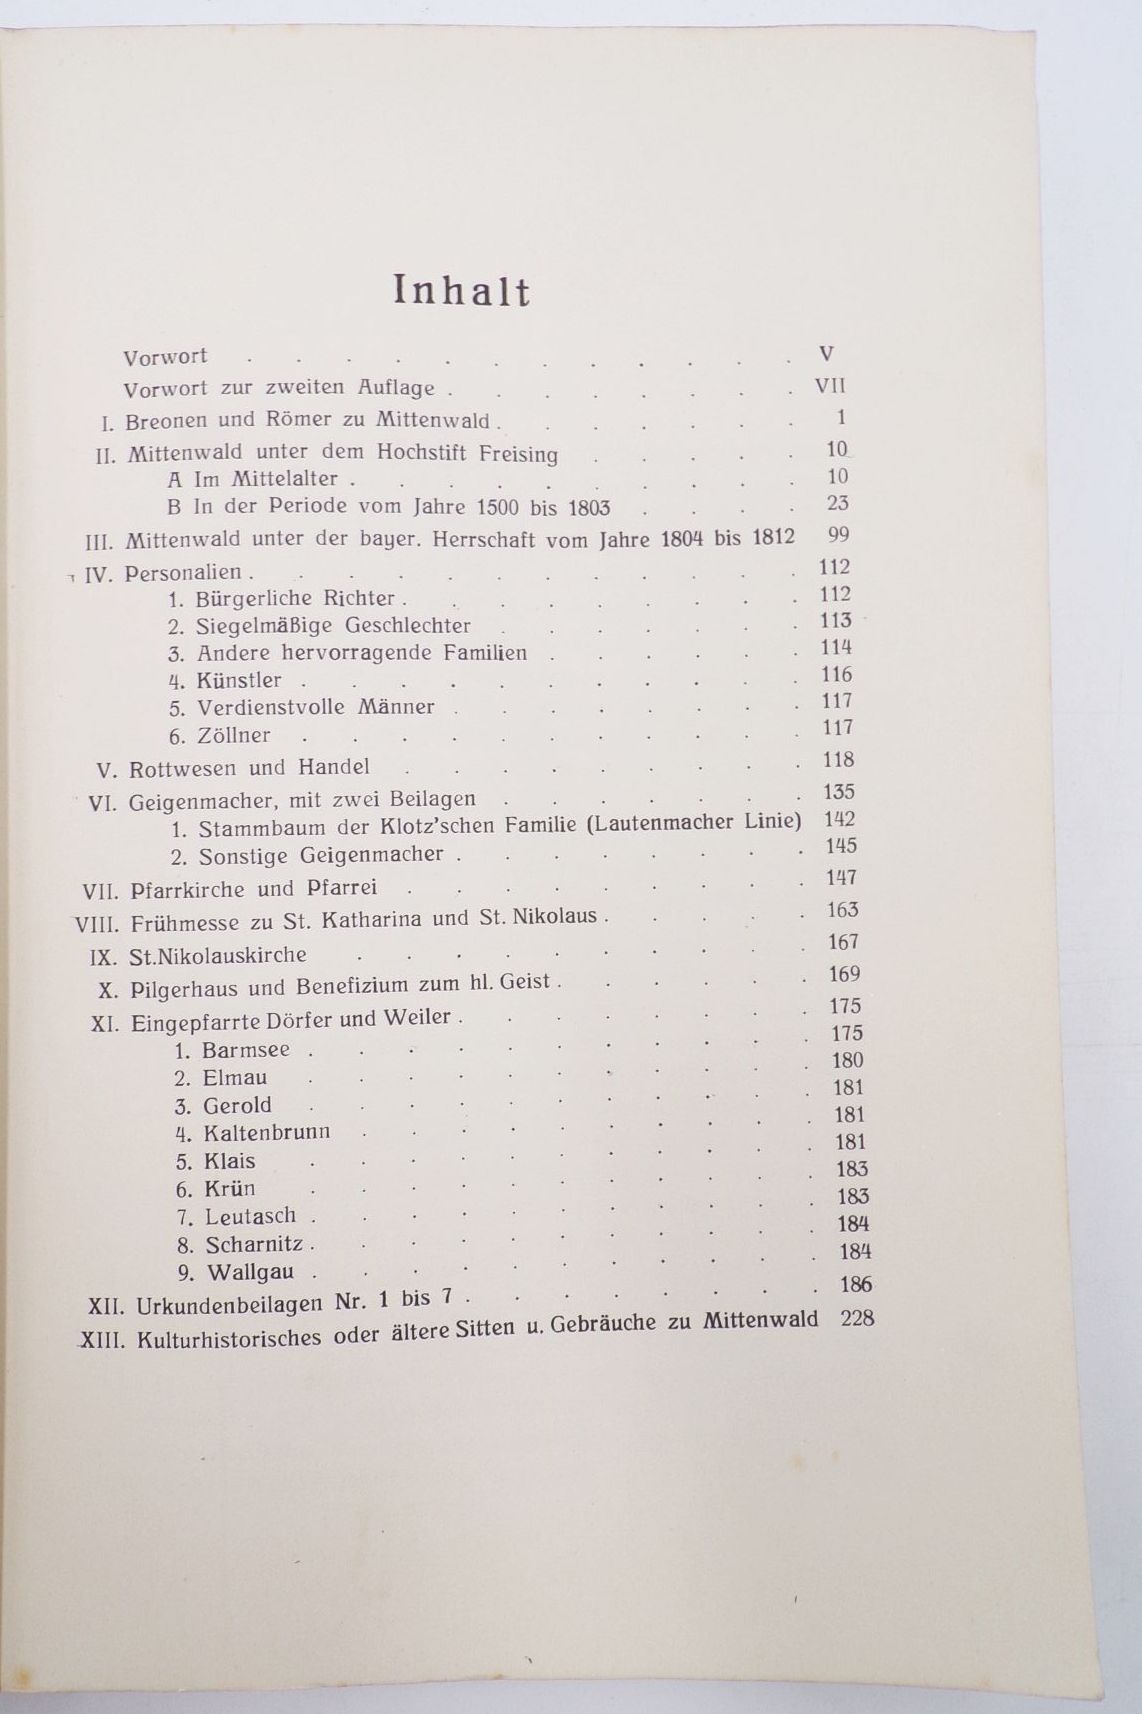 Inhalt
Vorwort . . . . . . . . . . . . V
Vorwort zur zweiten Auflage . . . . . . . . VII
I. Breonen und Römer zu Mittenwald . . . . . . . 1
II. Mittenwald unter dem Hochstift Freising . . . . . 10
A Im Mittelalter . . . . . . . . . . 10
B In der Periode vom Jahre 1500 bis 1803 . . . . 23
III. Mittenwald unter der bayer. Herrschaft vom Jahre 1804 bis 1812 99
IV. Personalien . . . . . . . . . . . . 112
1. Bürgerliche Richter . . . . . . . . . 112
2. Siegelmäßige Geschlechter . . . . . . . 113
3. Andere hervorragende Familien . . . . . . 114
4. Künstler . . . . . . . . . . . 116
5. Verdienstvolle Männer . . . . . . . . 117
6. Zöllner . . . . . . . . . . . 117
V. Rottwesen und Handel . . . . . . . . . 118
VI. Geigenmacher, mit zwei Beilagen . . . . . . . 135
1. Stammbaum der Klotz'schen Familie (Lautenmacher Linie) 142
2. Sonstige Geigenmacher . . . . . . . . 145
VII. Pfarrkirche und Pfarrei . . . . . . . . . 147
VIII. Frühmesse zu St. Katharina und St. Nikolaus . . . . . 163
IX. St. Nikolauskirche . . . . . . . . . . 167
X. Pilgerhaus und Benefizium zum hl. Geist . . . . . . 169
XI. Eingepfarrte Dörfer und Weiler . . . . . . . . 175
1. Barmsee . . . . . . . . . . . 175
2. Elmau . . . . . . . . . . . 180
3. Gerold . . . . . . . . . . . 181
4. Kaltenbrunn . . . . . . . . . . 181
5. Klais . . . . . . . . . . . 181
6. Krün . . . . . . . . . . . 183
7. Leutasch . . . . . . . . . . . 183
8. Scharnitz . . . . . . . . . . . 184
9. Wallgau . . . . . . . . . . . 184
XII. Urkundenbeilagen Nr. 1 bis 7 . . . . . . . . 186
XIII. Kulturhistorisches oder ältere Sitten u. Gebräuche zu Mittenwald 228